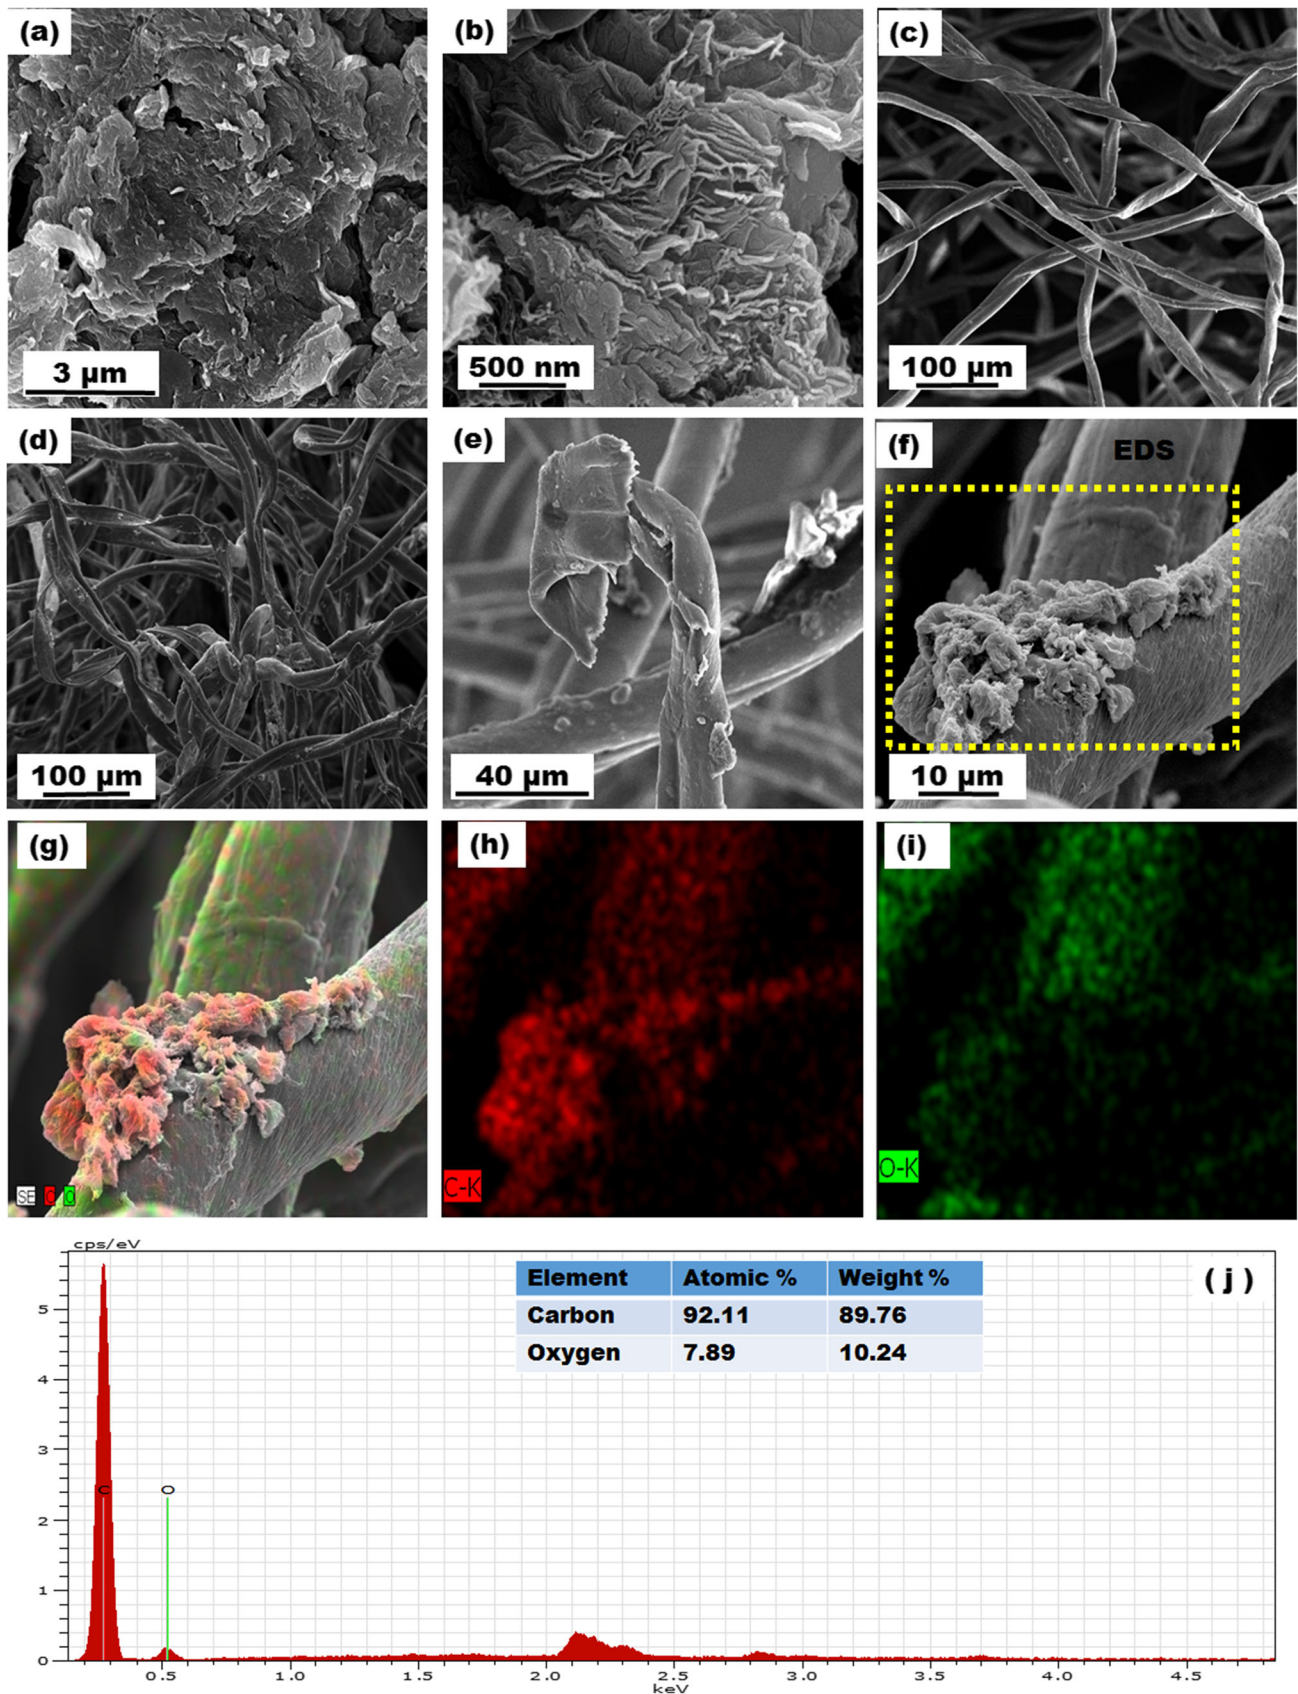 (a)
3 µm
(b)
500 nm
(c)
100 µm
(d)
100 µm
(e)
40 µm
(f)
EDS
10 µm
(g)
SE C O
(h)
C-K
(i)
O-K
cps/eV
( j )
Element Atomic % Weight %
Carbon 92.11 89.76
Oxygen 7.89 10.24
5
4
3
2
1
0
C O
0.5 1.0 1.5 2.0 2.5 3.0 3.5 4.0 4.5
keV